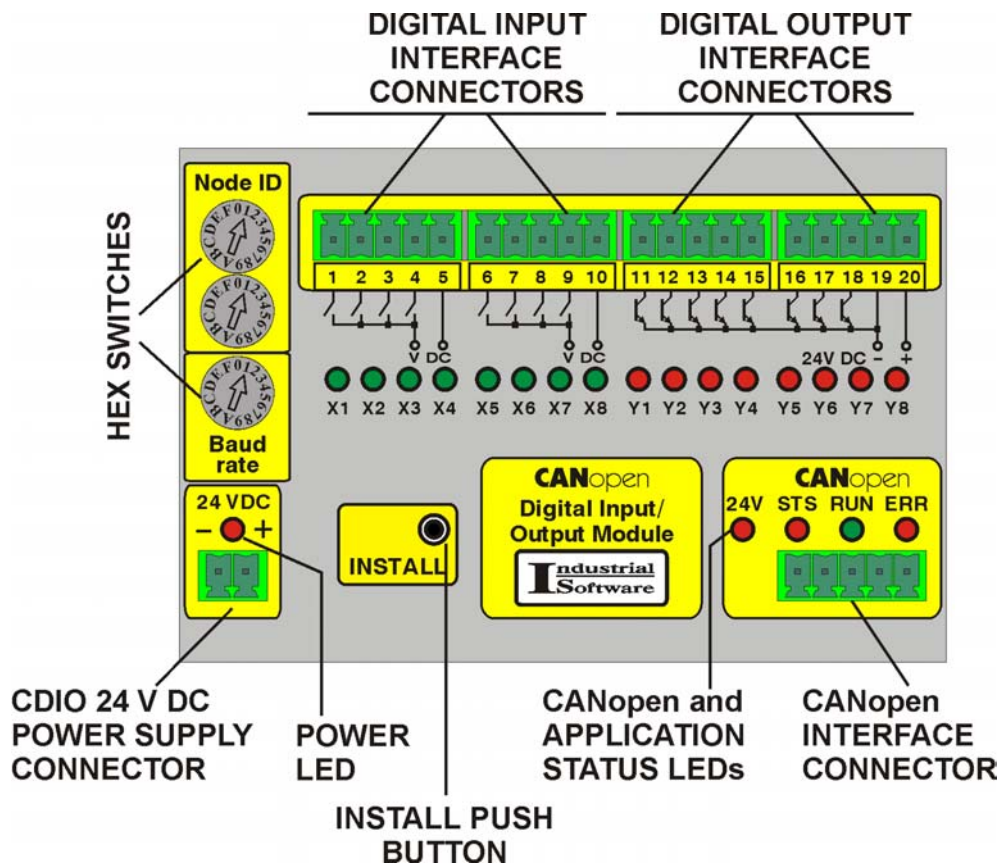 DIGITAL INPUT
INTERFACE
CONNECTORS
DIGITAL OUTPUT
INTERFACE
CONNECTORS
HEX SWITCHES
Node ID
0123456789ABCDEF
0123456789ABCDEF
0123456789ABCDEF
Baud
rate
1 2 3 4 5
6 7 8 9 10
11 12 13 14 15
16 17 18 19 20
V DC
V DC
24V DC - +
X1 X2 X3 X4 X5 X6 X7 X8 Y1 Y2 Y3 Y4 Y5 Y6 Y7 Y8
24 VDC
- +
INSTALL
CANopen
Digital Input/
Output Module
Industrial
Software
CANopen
24V STS RUN ERR
CDIO 24 V DC
POWER SUPPLY
CONNECTOR
POWER
LED
INSTALL PUSH
BUTTON
CANopen and
APPLICATION
STATUS LEDs
CANopen
INTERFACE
CONNECTOR